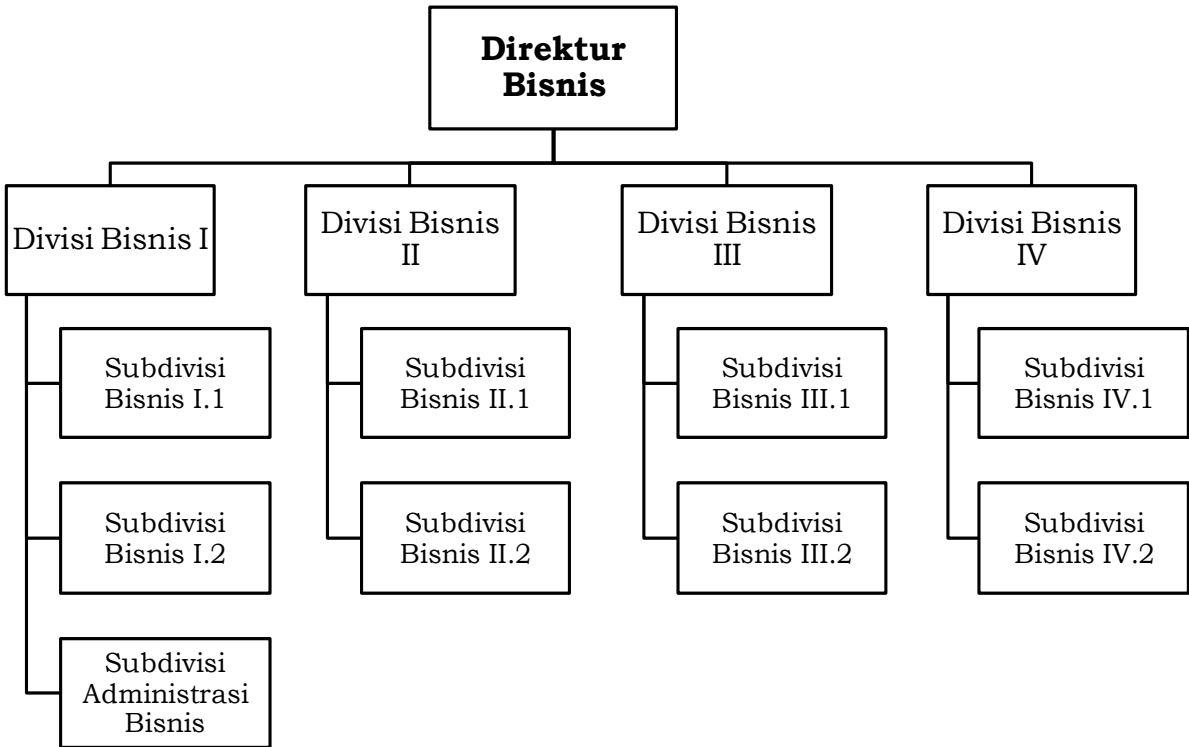 Direktur
Bisnis
Divisi Bisnis I
Divisi Bisnis
II
Divisi Bisnis
III
Divisi Bisnis
IV
Subdivisi
Bisnis I.1
Subdivisi
Bisnis II.1
Subdivisi
Bisnis III.1
Subdivisi
Bisnis IV.1
Subdivisi
Bisnis I.2
Subdivisi
Bisnis II.2
Subdivisi
Bisnis III.2
Subdivisi
Bisnis IV.2
Subdivisi
Administrasi
Bisnis